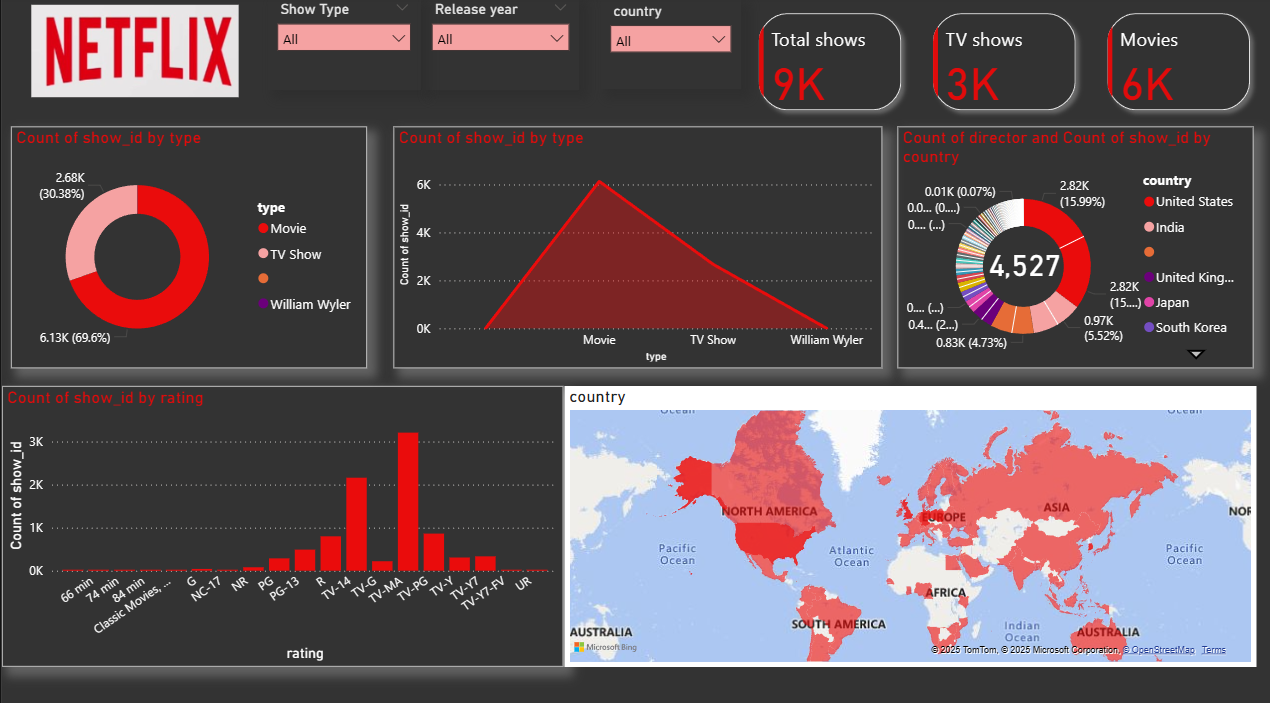 NETFLIX
Show Type
All
Release year
All
country
All
Total shows
9K
TV shows
3K
Movies
6K
Count of show_id by type
2.68K
(30.38%)
6.13K (69.6%)
type
Movie
TV Show
William Wyler
Count of show_id by type
Count of show_id
6K
4K
2K
0K
Movie
TV Show
William Wyler
type
Count of director and Count of show_id by
country
0.01K (0.07%)
0.0... (0....)
0.... (...)
0.... (...)
0.4... (2...)
0.83K (4.73%)
2.82K
(15.99%)
2.82K
(15....)
0.97K
(5.52%)
4,527
country
United States
India
United King...
Japan
South Korea
Count of show_id by rating
Count of show_id
3K
2K
1K
0K
66 min
74 min
84 min
Classic Movies, ...
G
NC-17
NR
PG
PG-13
R
TV-14
TV-G
TV-MA
TV-PG
TV-Y
TV-Y7
TV-Y7-FV
UR
rating
country
Ocean
Ocean
NORTH AMERICA
EUROPE
ASIA
NOR
Pacific
Ocean
Atlantic
Ocean
Pacific
Ocean
AFRICA
SOUTH AMERICA
Indian
Ocean
AUSTRALIA
AUSTRALIA
Microsoft Bing
© 2025 TomTom, © 2025 Microsoft Corporation, © OpenStreetMap Terms